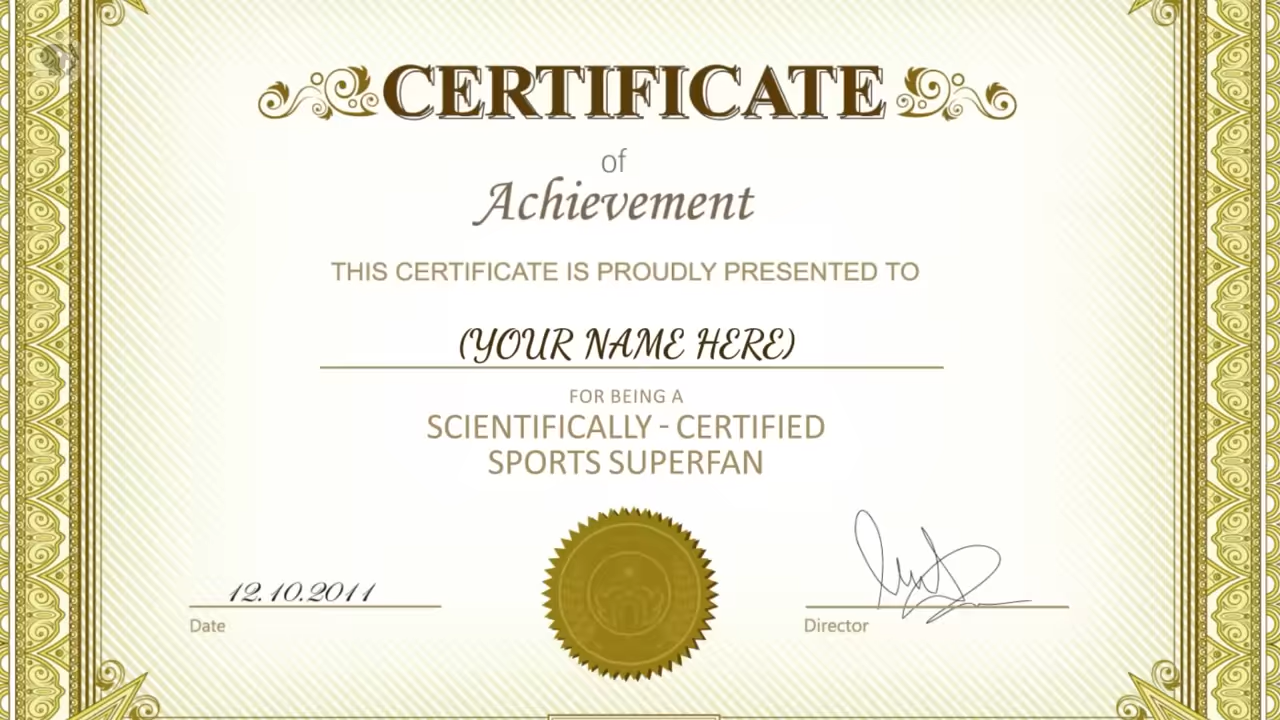 CERTIFICATE
of
Achievement
THIS CERTIFICATE IS PROUDLY PRESENTED TO
(YOUR NAME HERE)
FOR BEING A
SCIENTIFICALLY - CERTIFIED
SPORTS SUPERFAN
12.10.2011
Date
Director